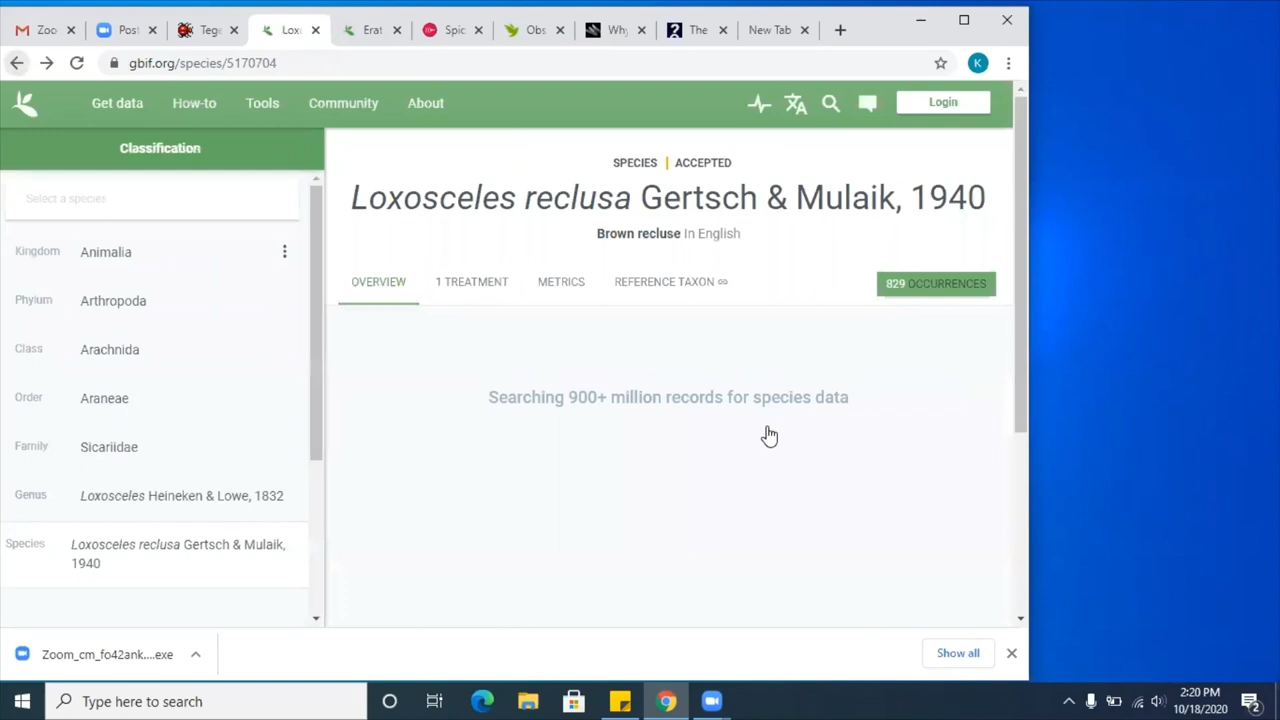 Zoo
Post
Tege
Loxo
Erat
Spic
Obs
Why
The
New Tab
gbif.org/species/5170704
K
Get data
How-to
Tools
Community
About
Login
Classification
SPECIES
ACCEPTED
Select a species
Loxosceles reclusa Gertsch & Mulaik, 1940
Brown recluse In English
Kingdom
Animalia
OVERVIEW
1 TREATMENT
METRICS
REFERENCE TAXON
829 OCCURRENCES
Phylum
Arthropoda
Class
Arachnida
Order
Araneae
Searching 900+ million records for species data
Family
Sicariidae
Genus
Loxosceles Heineken & Lowe, 1832
Species
Loxosceles reclusa Gertsch & Mulaik,
1940
Zoom_cm_fo42ank....exe
Show all
Type here to search
2:20 PM
10/18/2020
2